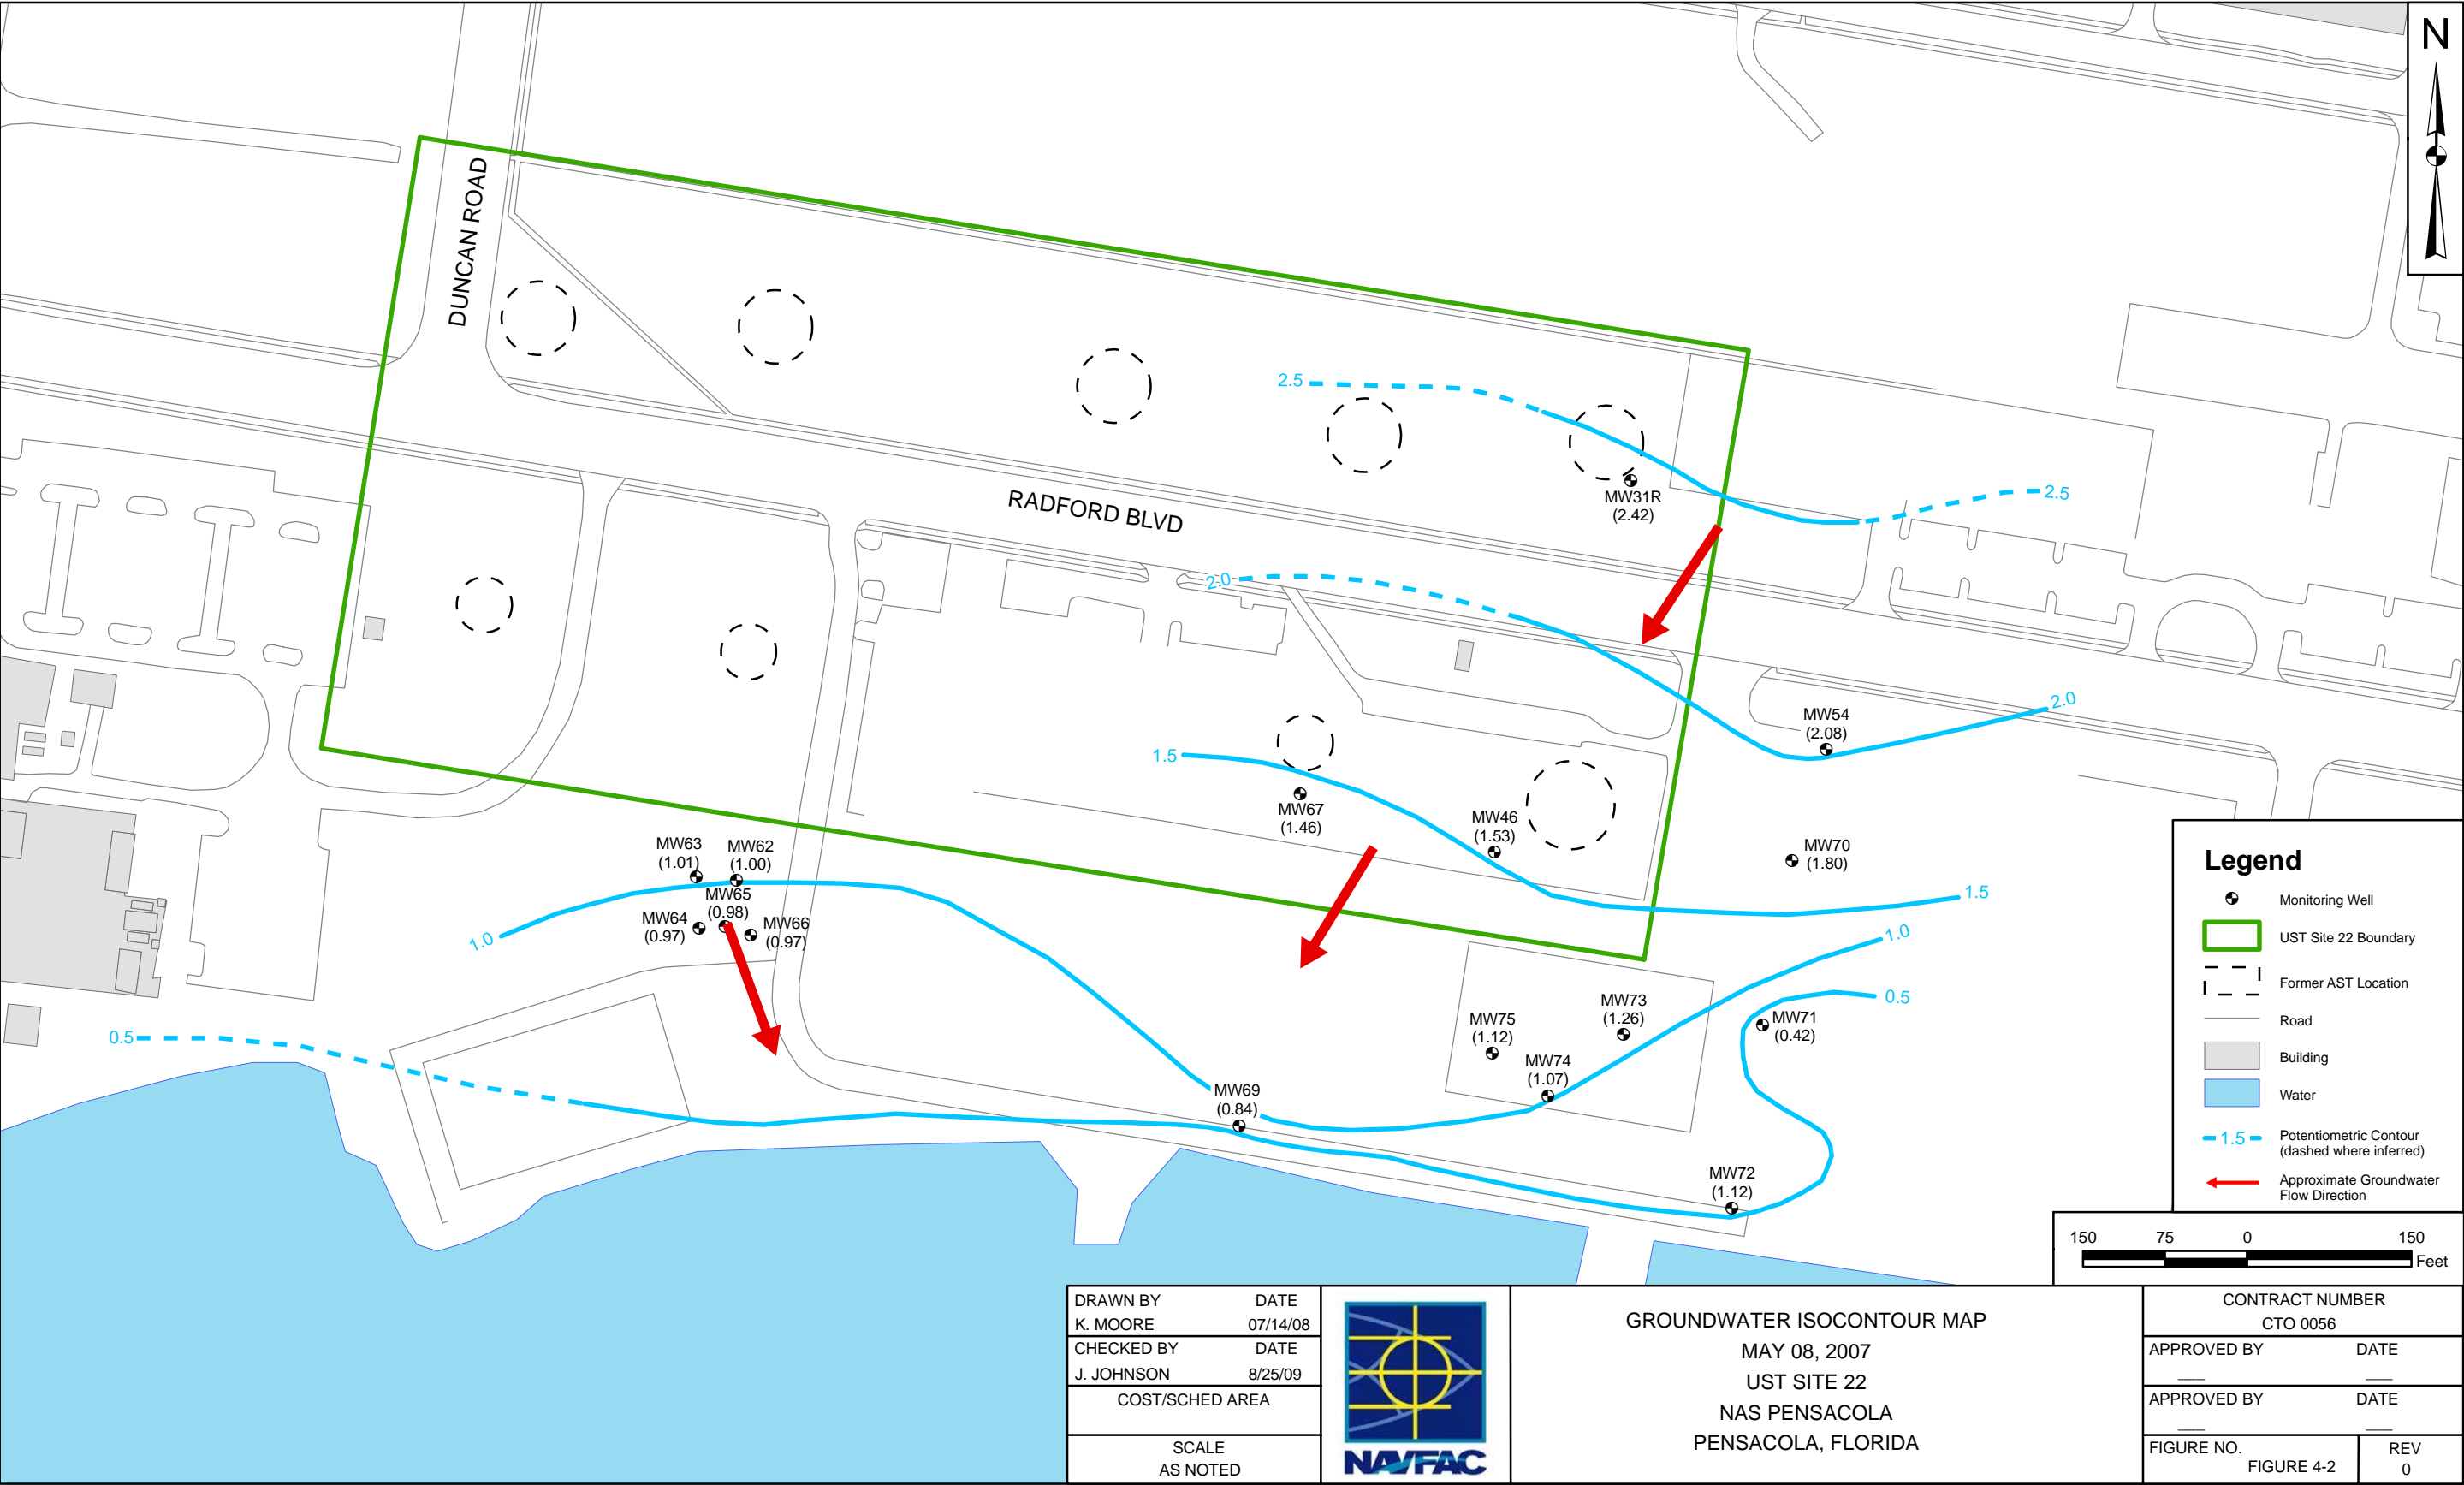 N
DUNCAN ROAD
2.5
MW31R
(2.42)
2.5
RADFORD BLVD
2.0
2.0
MW54
(2.08)
1.5
MW67
(1.46)
MW46
(1.53)
MW70
(1.80)
1.5
MW63
(1.01)
MW62
(1.00)
MW65
(0.98)
MW64
(0.97)
MW66
(0.97)
1.0
1.0
0.5
0.5
MW73
(1.26)
MW75
(1.12)
MW74
(1.07)
MW71
(0.42)
MW69
(0.84)
MW72
(1.12)
Legend
Monitoring Well
UST Site 22 Boundary
Former AST Location
Road
Building
Water
1.5
Potentiometric Contour
(dashed where inferred)
Approximate Groundwater
Flow Direction
150 75 0 150
Feet
DRAWN BY DATE
K. MOORE 07/14/08
CHECKED BY DATE
J. JOHNSON 8/25/09
COST/SCHED AREA
SCALE
AS NOTED
NAVFAC
GROUNDWATER ISOCONTOUR MAP
MAY 08, 2007
UST SITE 22
NAS PENSACOLA
PENSACOLA, FLORIDA
CONTRACT NUMBER
CTO 0056
APPROVED BY DATE
___ ___
APPROVED BY DATE
___ ___
FIGURE NO.
FIGURE 4-2
REV
0